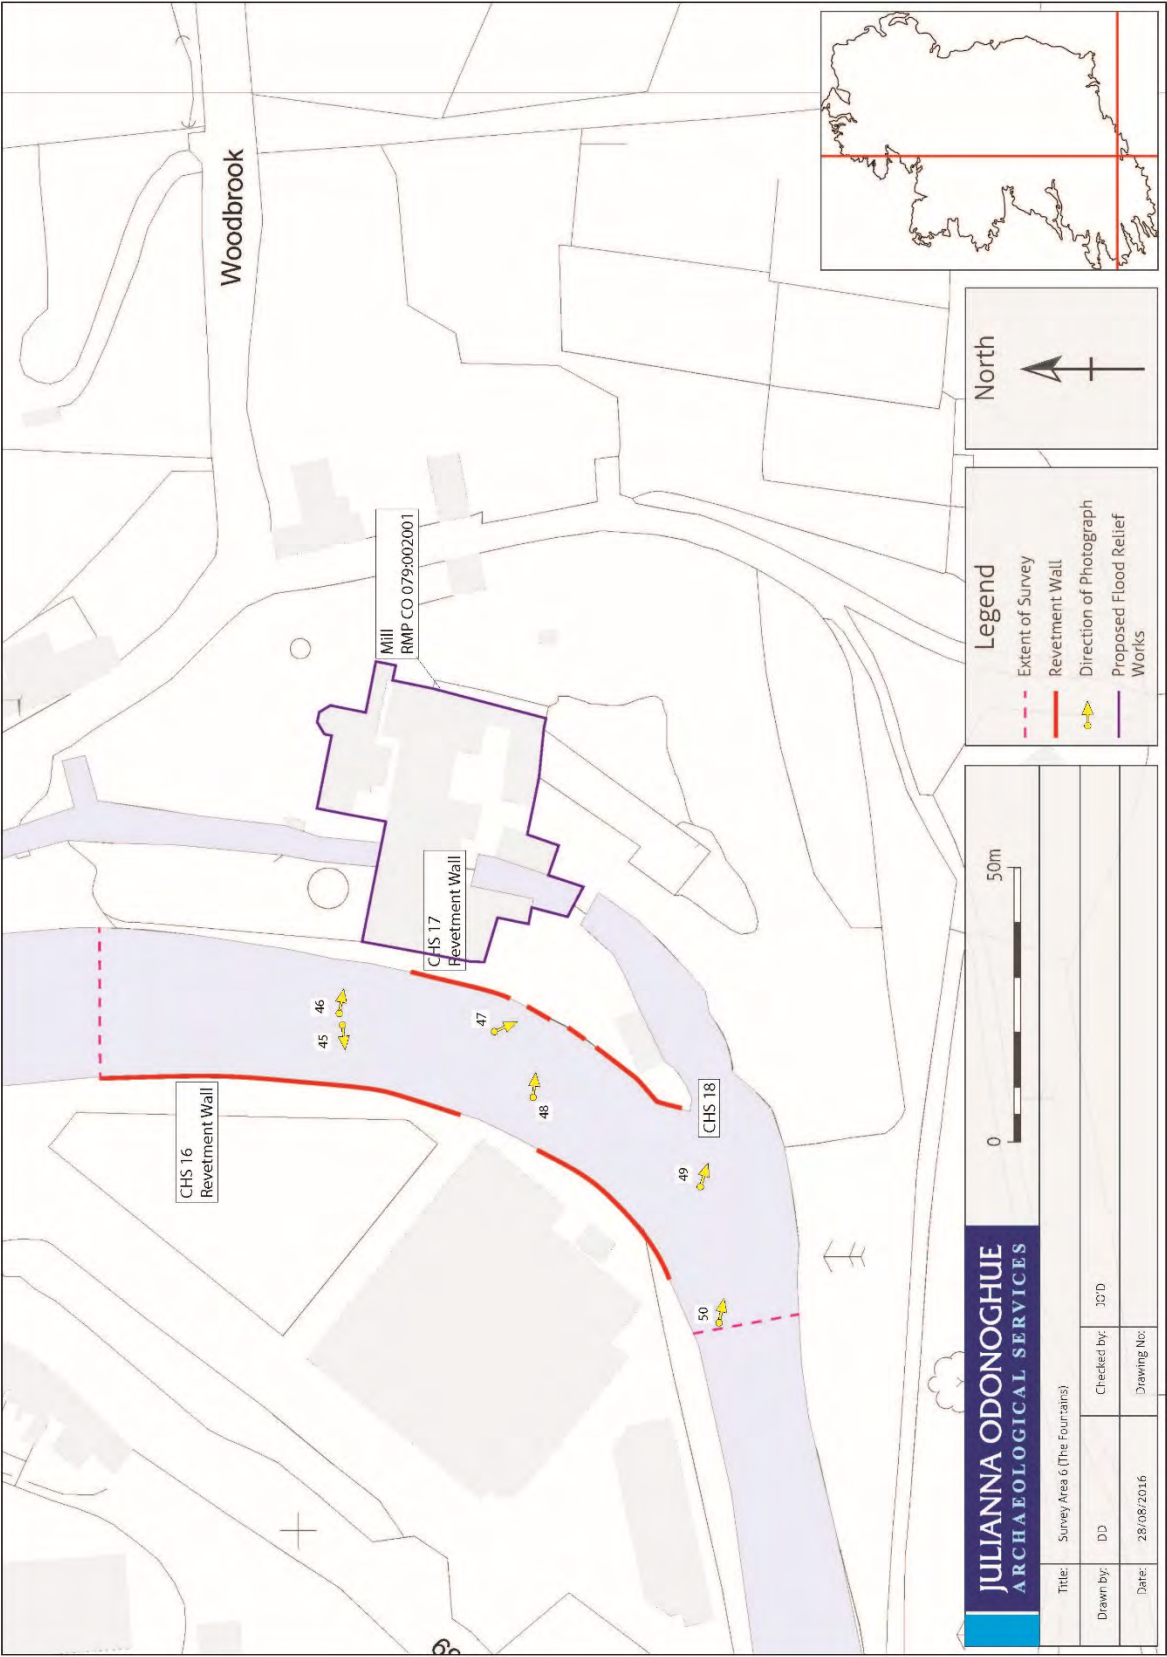 Woodbrook
Mill
RMP CO 079:002001
CHS 17
Revetment Wall
46
45
47
48
CHS 16
Revetment Wall
CHS 18
49
50
North
Legend
Extent of Survey
Revetment Wall
Direction of Photograph
Proposed Flood Relief
Works
0
50m
JULIANNA ODONOGHUE
ARCHAEOLOGICAL SERVICES
Title:
Survey Area 6 (The Fountains)
Drawn by:
DD
Checked by:
JO'D
Date:
28/08/2016
Drawing No: